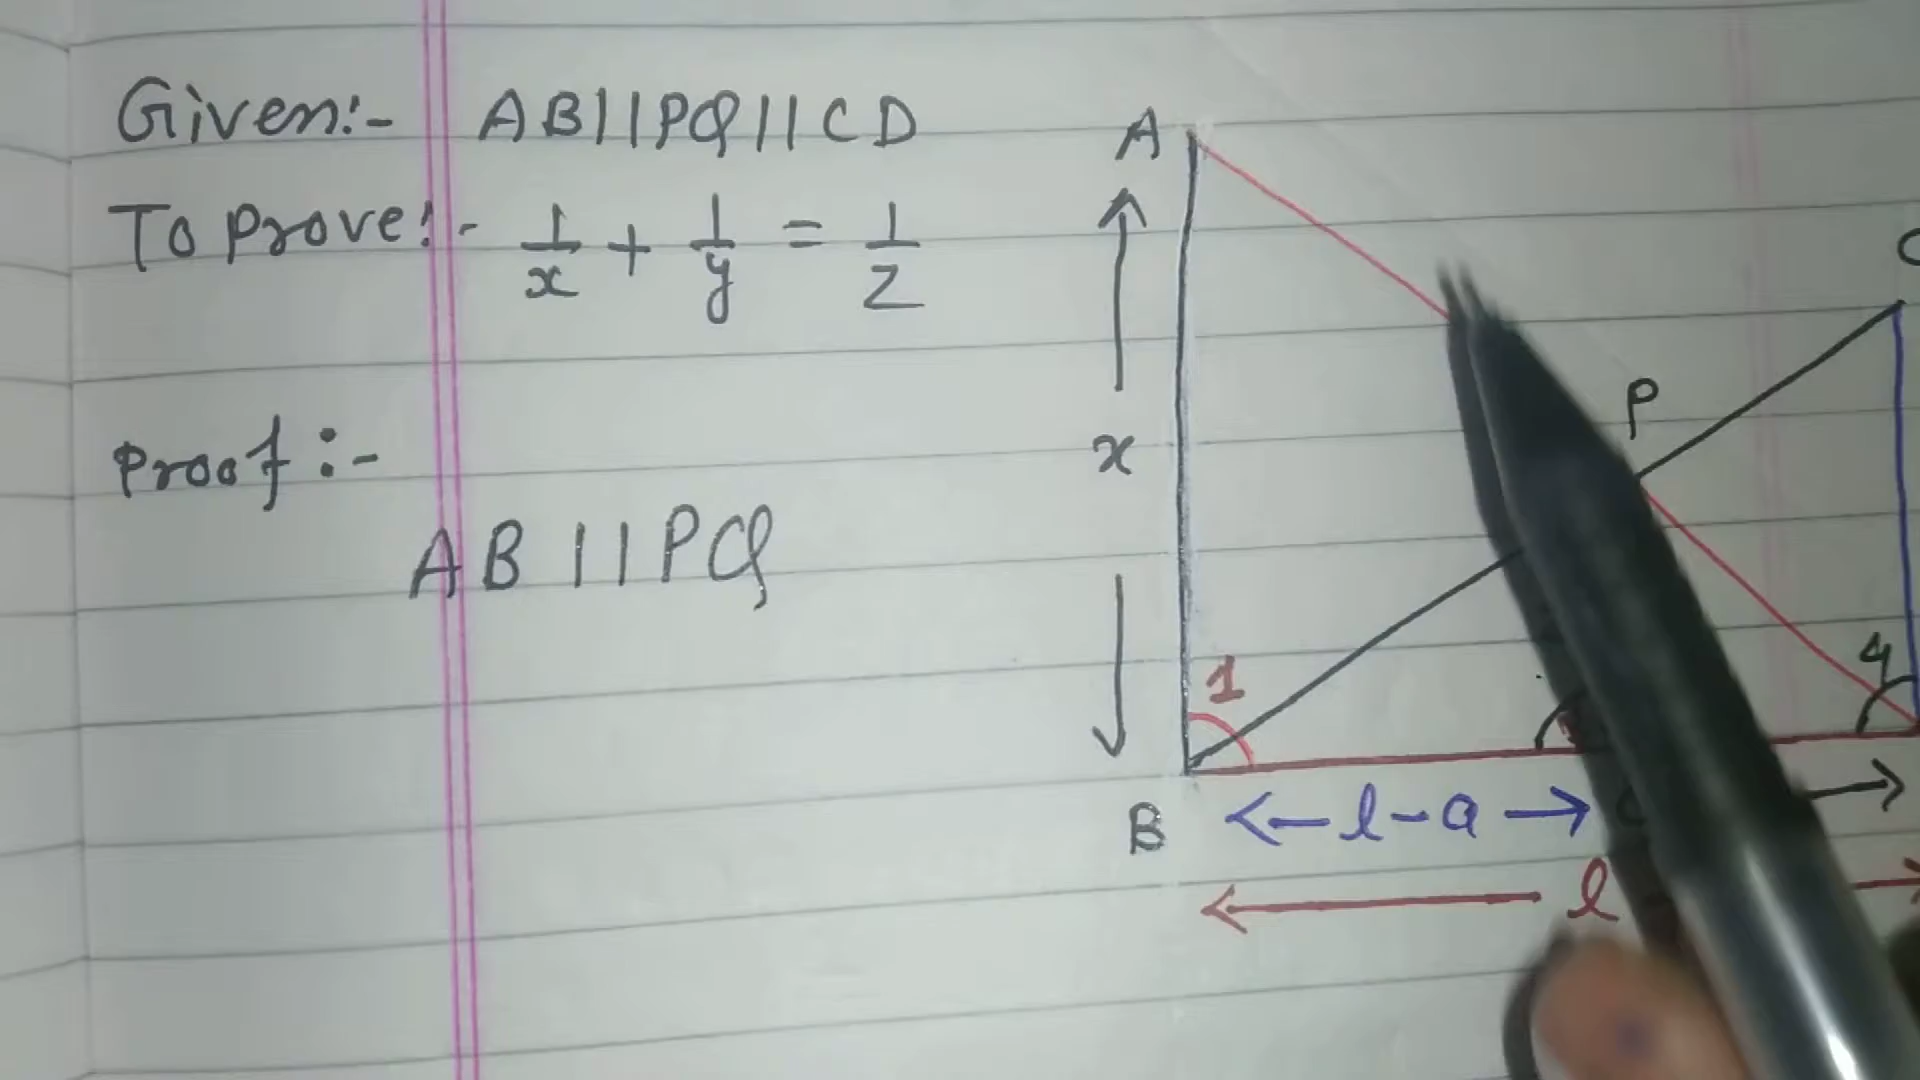 Given:- AB||PQ||CD
To prove:- 1/x + 1/y = 1/z
Proof :-
AB || PQ
A
C
P
x
1
4
B
<- l-a ->
l